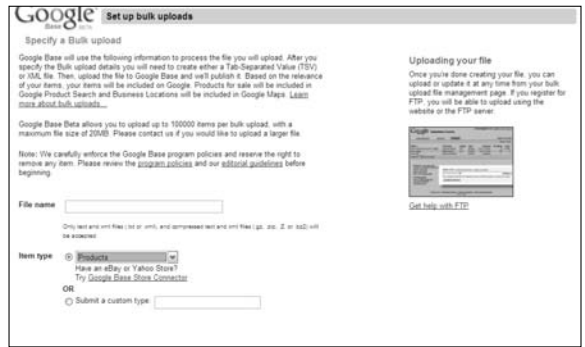 Google
Base BETA
Set up bulk uploads
Specify a Bulk upload
Google Base will use the following information to process the file you will upload. After you
specify the Bulk upload details you will need to create either a Tab-Separated Value (TSV)
or XML file. Then, upload the file to Google Base and we'll publish it. Based on the relevance
of your items, your items will be included on Google. Products for sale will be included in
Google Product Search and Business Locations will be included in Google Maps. Learn
more about bulk uploads...
Google Base Beta allows you to upload up to 100000 items per bulk upload, with a
maximum file size of 20MB. Please contact us if you would like to upload a larger file.
Note: We carefully enforce the Google Base program policies and reserve the right to
remove any item. Please review the program policies and our editorial guidelines before
beginning.
File name
Only text and xml files (.txt or .xml), and compressed text and xml files (.gz, .zip, .Z, or .bz2) will
be accepted.
Item type
Products
Have an eBay or Yahoo Store?
Try Google Base Store Connector
OR
Submit a custom type:
Uploading your file
Once you're done creating your file, you can
upload or update it at any time from your bulk
upload file management page. If you register for
FTP, you will be able to upload using the
website or the FTP server.
Get help with FTP